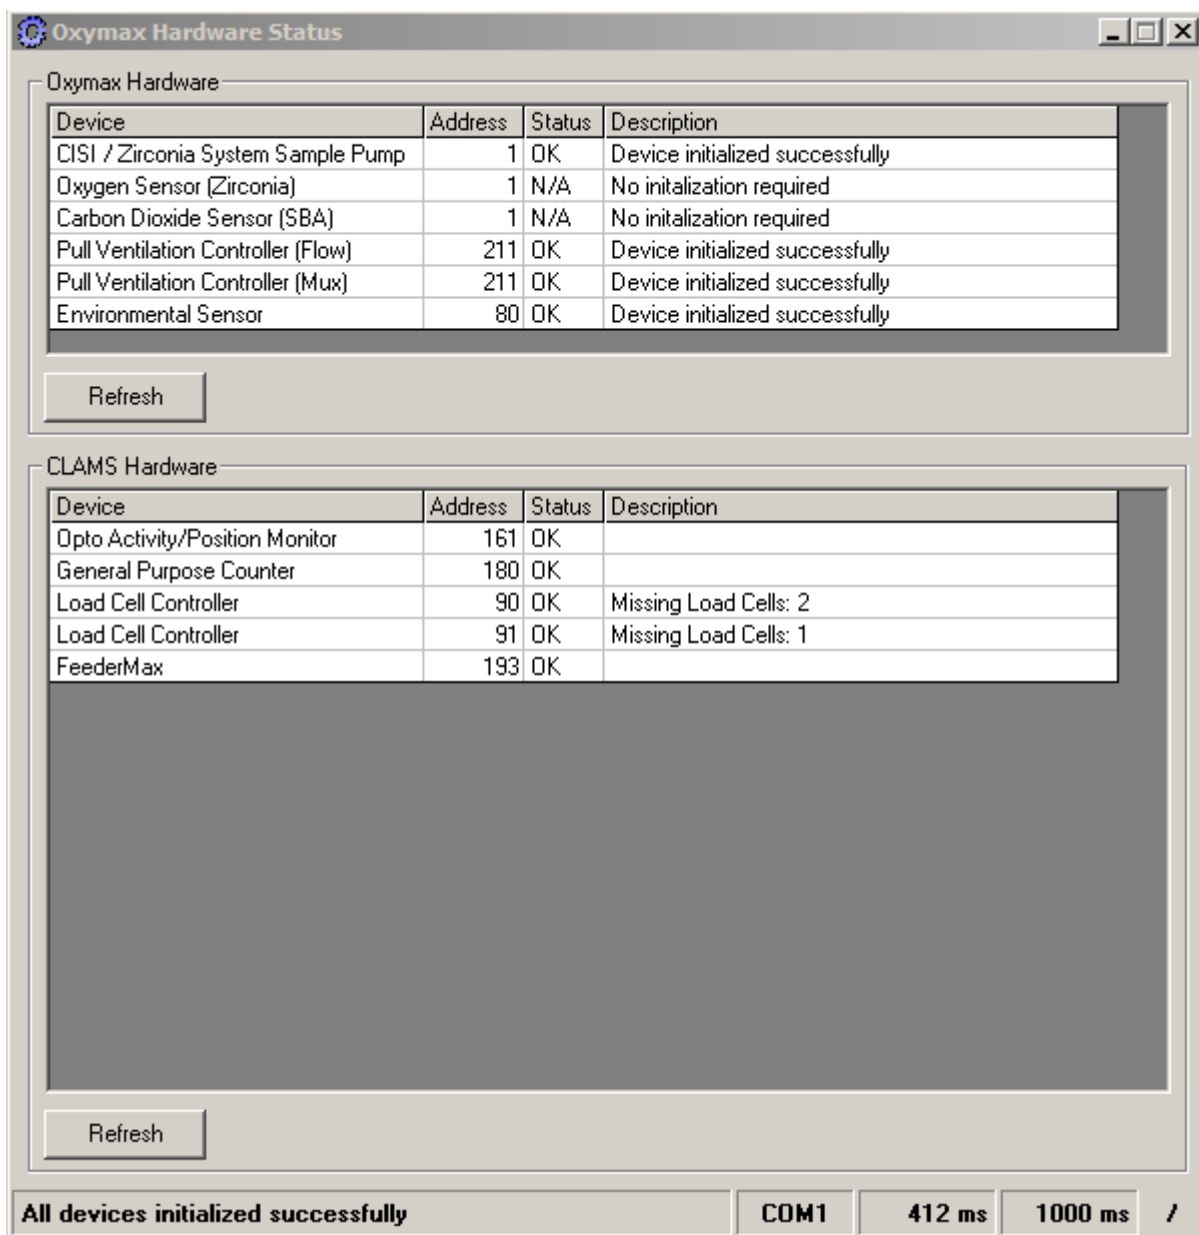 Oxymax Hardware Status
Oxymax Hardware
Device Address Status Description
CISI / Zirconia System Sample Pump 1 OK Device initialized successfully
Oxygen Sensor (Zirconia) 1 N/A No initalization required
Carbon Dioxide Sensor (SBA) 1 N/A No initalization required
Pull Ventilation Controller (Flow) 211 OK Device initialized successfully
Pull Ventilation Controller (Mux) 211 OK Device initialized successfully
Environmental Sensor 80 OK Device initialized successfully
Refresh
CLAMS Hardware
Device Address Status Description
Opto Activity/Position Monitor 161 OK
General Purpose Counter 180 OK
Load Cell Controller 90 OK Missing Load Cells: 2
Load Cell Controller 91 OK Missing Load Cells: 1
FeederMax 193 OK
Refresh
All devices initialized successfully COM1 412 ms 1000 ms /